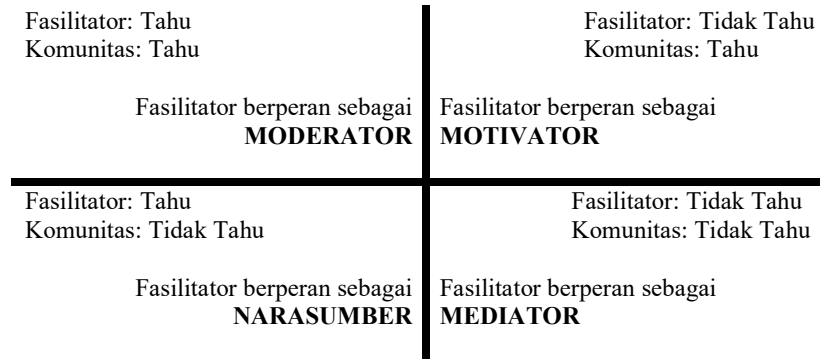 Fasilitator: Tahu
Komunitas: Tahu
Fasilitator berperan sebagai
MODERATOR
Fasilitator: Tidak Tahu
Komunitas: Tahu
Fasilitator berperan sebagai
MOTIVATOR
Fasilitator: Tahu
Komunitas: Tidak Tahu
Fasilitator berperan sebagai
NARASUMBER
Fasilitator: Tidak Tahu
Komunitas: Tidak Tahu
Fasilitator berperan sebagai
MEDIATOR